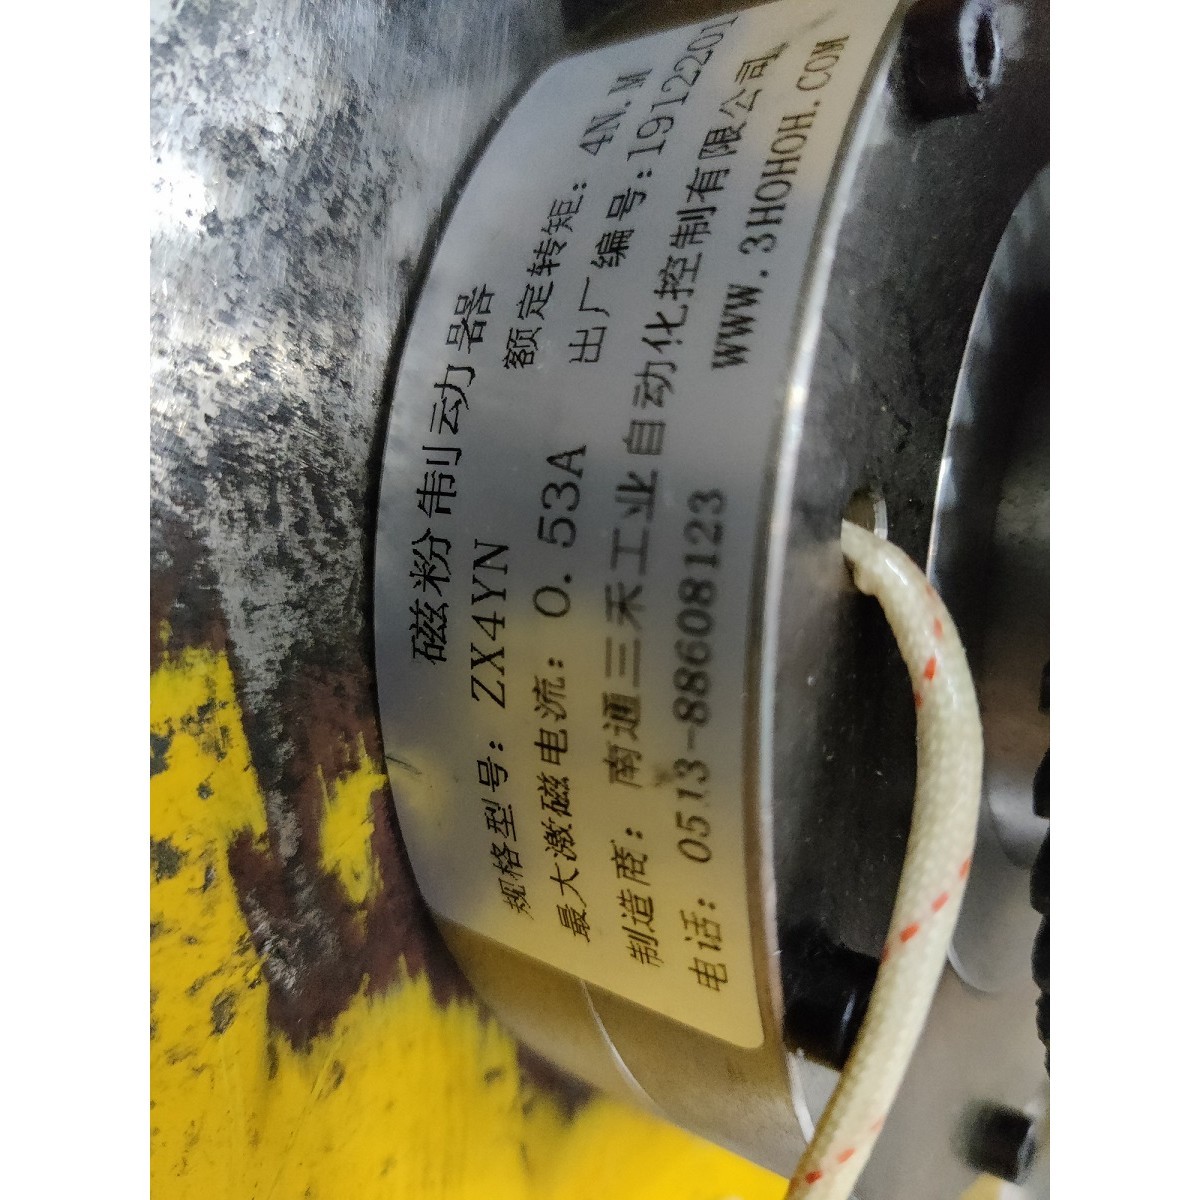 磁粉制动器
规格型号: ZX4YN 额定转矩: 4N.M
最大激磁电流: 0.53A 出厂编号:1912201
制造商: 南通三禾工业自动化控制有限公司
电话: 0513-88608123 WWW.3HOHOH.COM